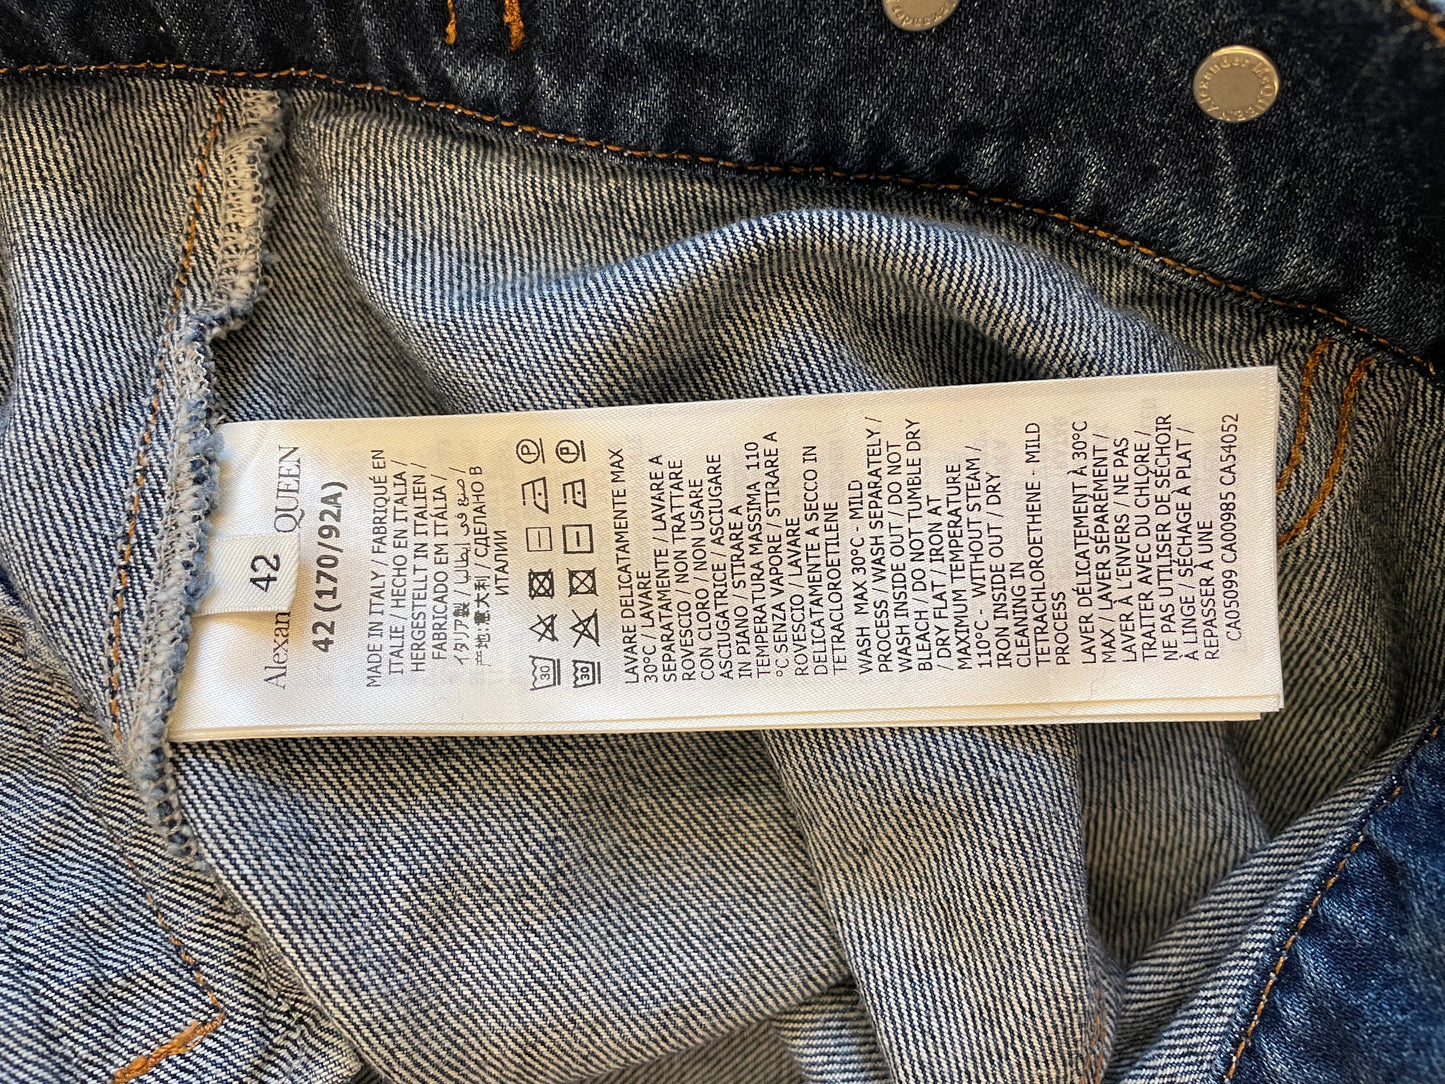 Alexander McQUEEN
Alexan
QUEEN
42
42 (170/92A)
MADE IN ITALY / FABRIQUÉ EN
ITALIE / HECHO EN ITALIA /
HERGESTELLT IN ITALIEN /
FABRICADO EM ITALIA /
イタリア製 / صنع في إيطاليا /
产地:意大利 / СДЕЛАНО В
ИТАЛИИ
30
P
30
P
LAVARE DELICATAMENTE MAX
30°C / LAVARE
SEPARATAMENTE / LAVARE A
ROVESCIO / NON TRATTARE
CON CLORO / NON USARE
ASCIUGATRICE / ASCIUGARE
IN PIANO / STIRARE A
TEMPERATURA MASSIMA 110
°C SENZA VAPORE / STIRARE A
ROVESCIO / LAVARE
DELICATAMENTE A SECCO IN
TETRACLOROETILENE
WASH MAX 30°C - MILD
PROCESS / WASH SEPARATELY /
WASH INSIDE OUT / DO NOT
BLEACH / DO NOT TUMBLE DRY
/ DRY FLAT / IRON AT
MAXIMUM TEMPERATURE
110°C - WITHOUT STEAM /
IRON INSIDE OUT / DRY
CLEANING IN
TETRACHLOROETHENE - MILD
PROCESS
LAVER DÉLICATEMENT À 30°C
MAX / LAVER SÉPARÉMENT /
LAVER À L'ENVERS / NE PAS
TRAITER AVEC DU CHLORE /
NE PAS UTILISER DE SÉCHOIR
À LINGE / SÉCHAGE À PLAT /
REPASSER À UNE
CA05099 CA00985 CA54052